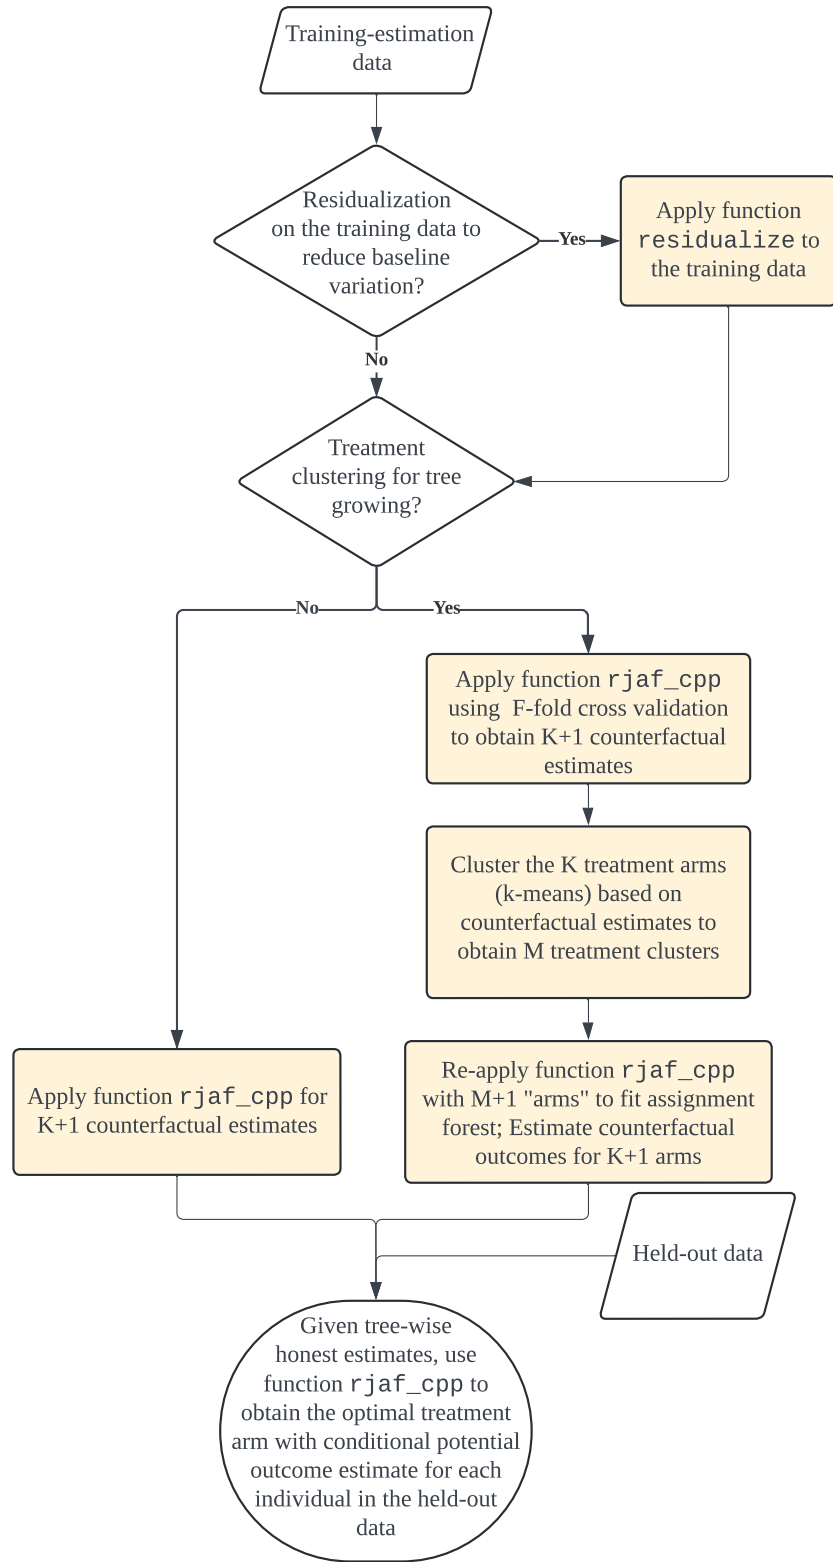 Training-estimation
data
Residualization
on the training data to
reduce baseline
variation?
Yes
Apply function
residualize to
the training data
No
Treatment
clustering for tree
growing?
No
Yes
Apply function rjaf_cpp
using F-fold cross validation
to obtain K+1 counterfactual
estimates
Cluster the K treatment arms
(k-means) based on
counterfactual estimates to
obtain M treatment clusters
Apply function rjaf_cpp for
K+1 counterfactual estimates
Re-apply function rjaf_cpp
with M+1 "arms" to fit assignment
forest; Estimate counterfactual
outcomes for K+1 arms
Held-out data
Given tree-wise
honest estimates, use
function rjaf_cpp to
obtain the optimal treatment
arm with conditional potential
outcome estimate for each
individual in the held-out
data